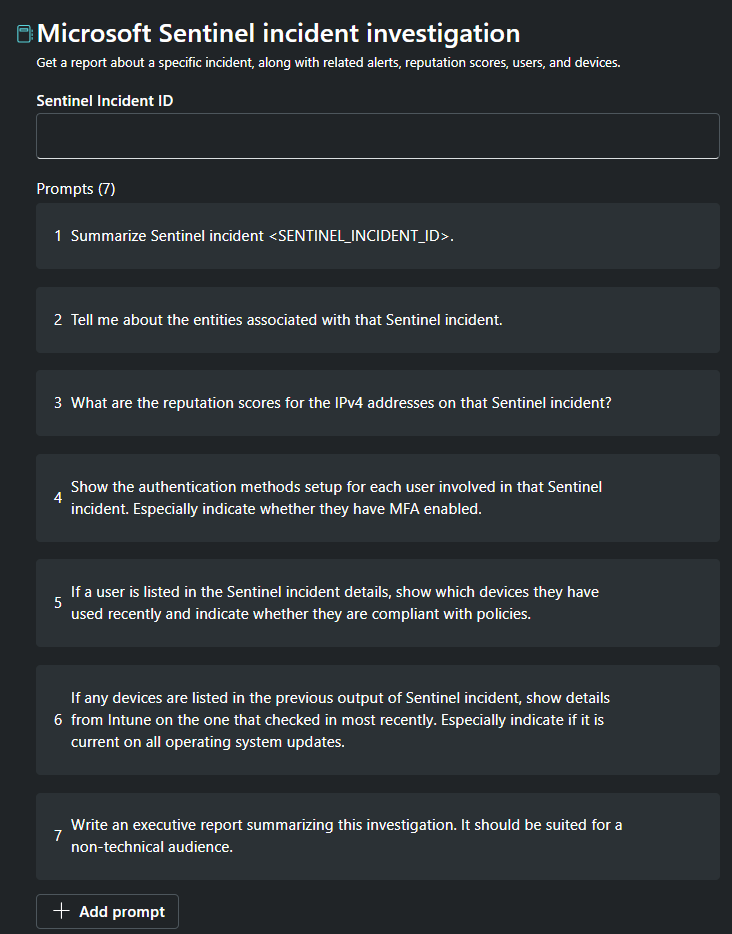 Microsoft Sentinel incident investigation
Get a report about a specific incident, along with related alerts, reputation scores, users, and devices.
Sentinel Incident ID
Prompts (7)
1 Summarize Sentinel incident <SENTINEL_INCIDENT_ID>.
2 Tell me about the entities associated with that Sentinel incident.
3 What are the reputation scores for the IPv4 addresses on that Sentinel incident?
4 Show the authentication methods setup for each user involved in that Sentinel
incident. Especially indicate whether they have MFA enabled.
5 If a user is listed in the Sentinel incident details, show which devices they have
used recently and indicate whether they are compliant with policies.
6 If any devices are listed in the previous output of Sentinel incident, show details
from Intune on the one that checked in most recently. Especially indicate if it is
current on all operating system updates.
7 Write an executive report summarizing this investigation. It should be suited for a
non-technical audience.
Add prompt